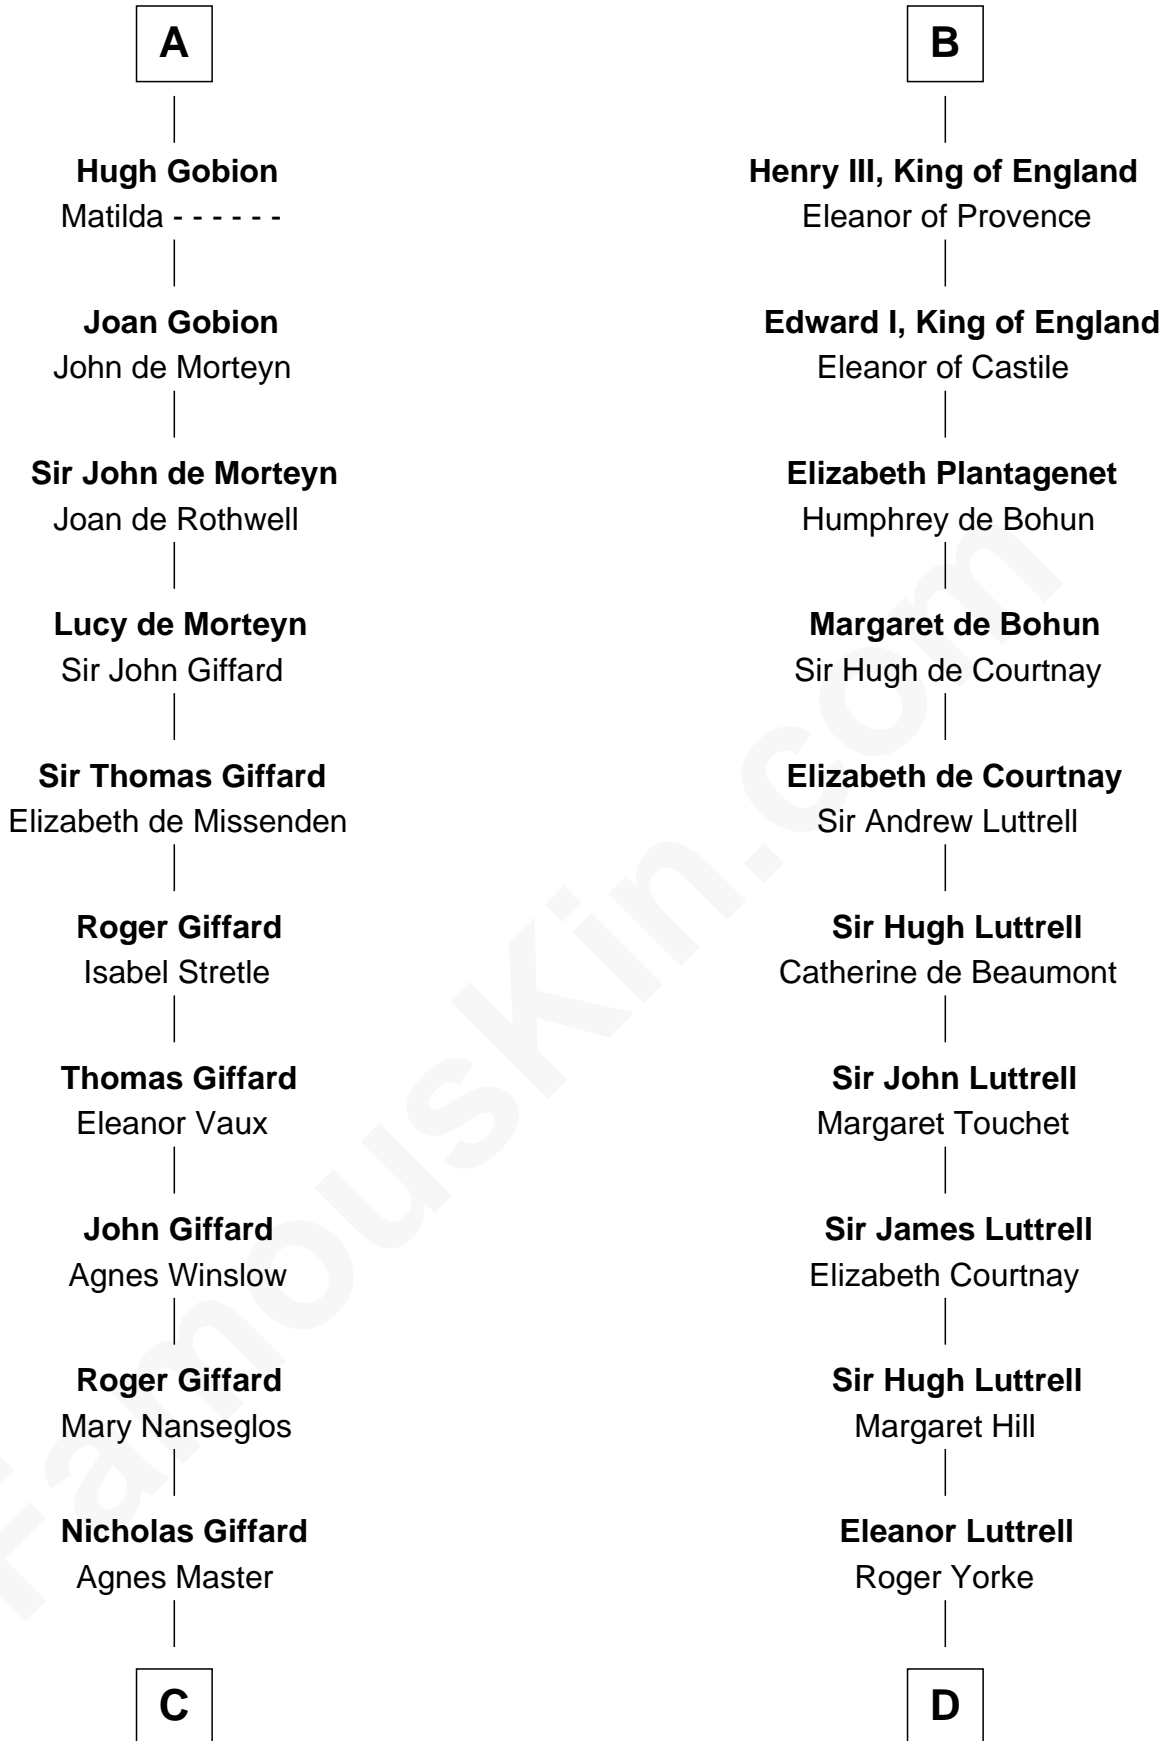 A
Hugh Gobion
Matilda - - - - - -
Joan Gobion
John de Morteyn
Sir John de Morteyn
Joan de Rothwell
Lucy de Morteyn
Sir John Giffard
Sir Thomas Giffard
Elizabeth de Missenden
Roger Giffard
Isabel Stretle
Thomas Giffard
Eleanor Vaux
John Giffard
Agnes Winslow
Roger Giffard
Mary Nanseglos
Nicholas Giffard
Agnes Master
C
B
Henry III, King of England
Eleanor of Provence
Edward I, King of England
Eleanor of Castile
Elizabeth Plantagenet
Humphrey de Bohun
Margaret de Bohun
Sir Hugh de Courtnay
Elizabeth de Courtnay
Sir Andrew Luttrell
Sir Hugh Luttrell
Catherine de Beaumont
Sir John Luttrell
Margaret Touchet
Sir James Luttrell
Elizabeth Courtnay
Sir Hugh Luttrell
Margaret Hill
Eleanor Luttrell
Roger Yorke
D
FamousKin.com